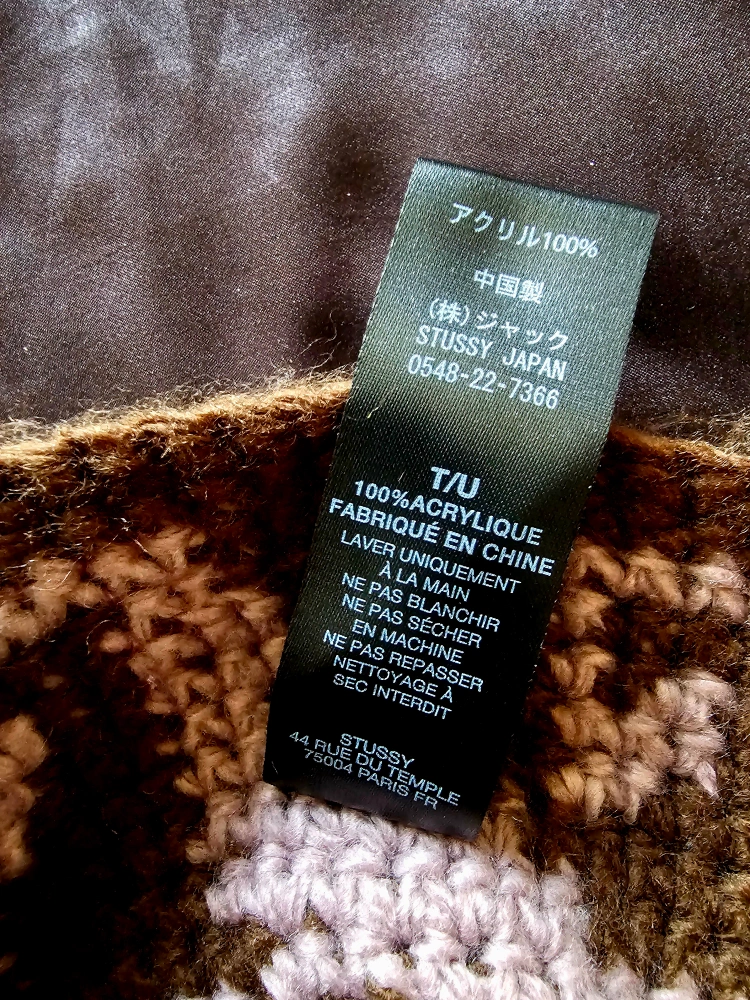 アクリル100%
中国製
(株)ジャック
STUSSY JAPAN
0548-22-7366
T/U
100%ACRYLIQUE
FABRIQUÉ EN CHINE
LAVER UNIQUEMENT
À LA MAIN
NE PAS BLANCHIR
NE PAS SÉCHER
EN MACHINE
NE PAS REPASSER
NETTOYAGE À
SEC INTERDIT
STUSSY
44 RUE DU TEMPLE
75004 PARIS FR